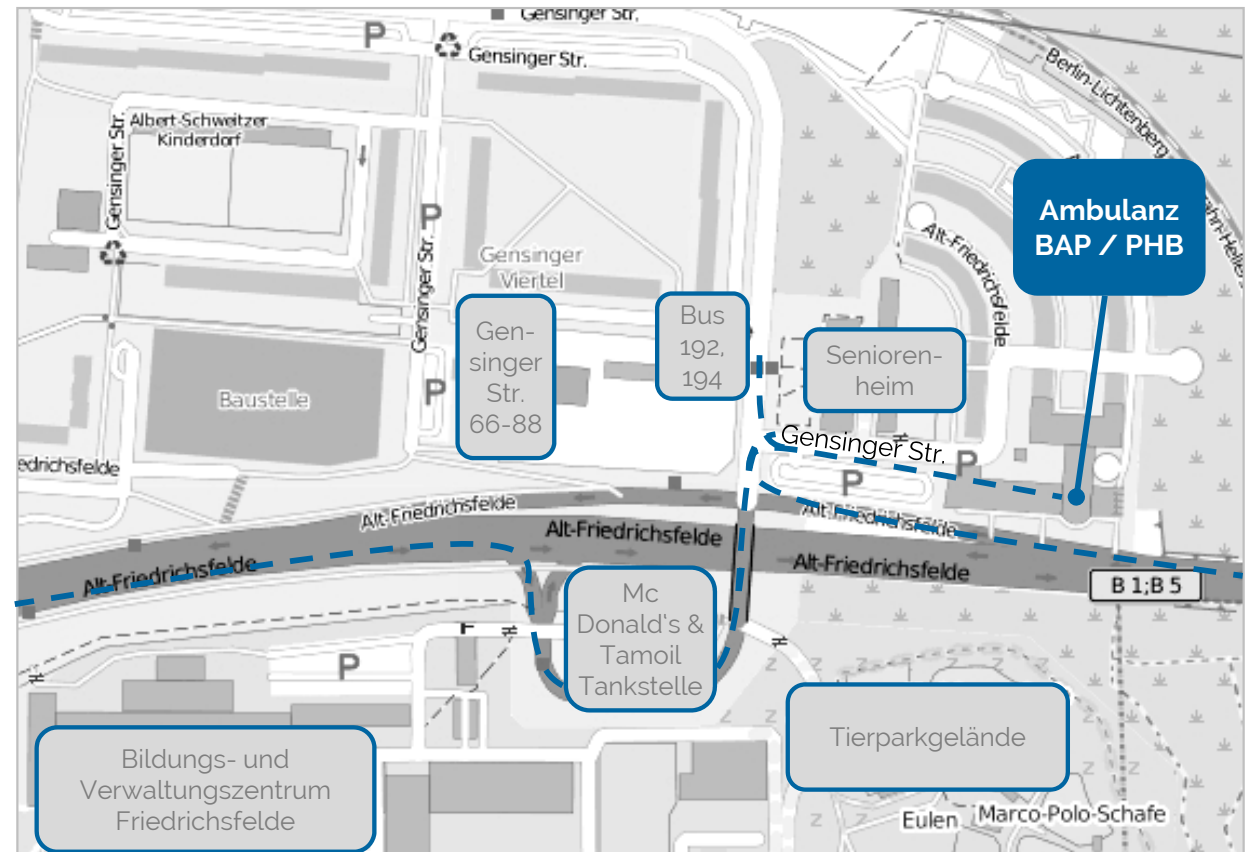 Gensinger Str.
P
Gensinger Str.
Berlin-Lichtenberg
Albert-Schweitzer
Kinderdorf
Gensinger Str.
Ambulanz
BAP / PHB
P
Gensinger Str.
Gensinger
Viertel
Alt-Friedrichsfelde
Gen-
singer
Str.
66-88
Bus
192,
194
Senioren-
heim
P
Baustelle
Gensinger Str.
P
P
edrichsfelde
Alt-Friedrichsfelde
Alt-Friedrichsfelde
Alt-Friedrichsfelde
Alt-Friedrichsfelde
Alt-Friedrichsfelde
B 1;B 5
Mc
Donald's &
Tamoil
Tankstelle
P
Bildungs- und
Verwaltungszentrum
Friedrichsfelde
Tierparkgelände
Eulen
Marco-Polo-Schafe